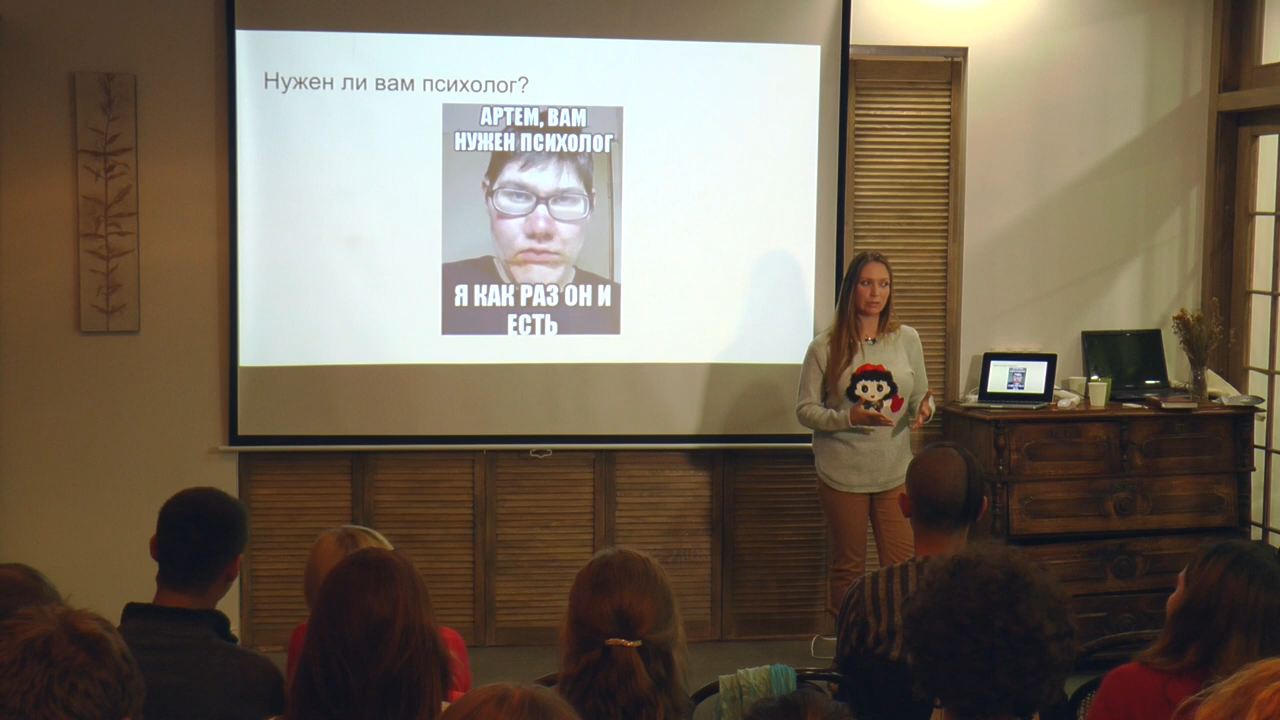 Нужен ли вам психолог?
АРТЕМ, ВАМ
НУЖЕН ПСИХОЛОГ
Я КАК РАЗ ОН И
ЕСТЬ